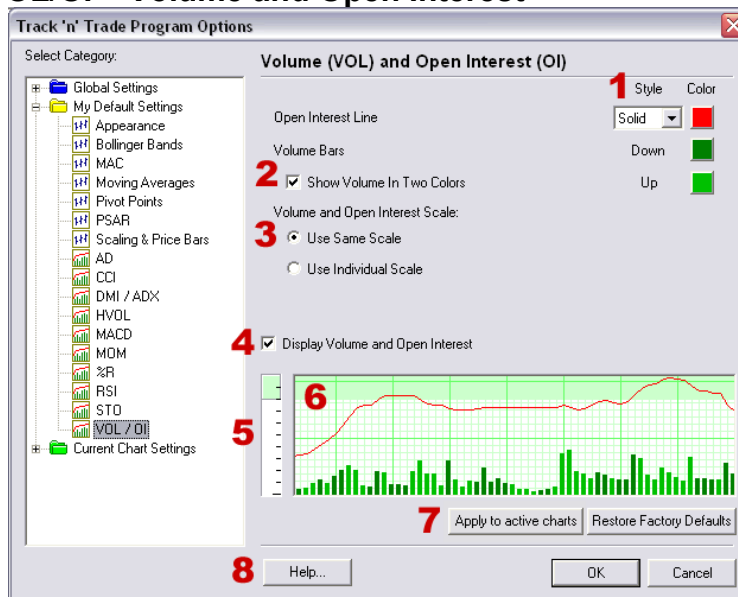 Track 'n' Trade Program Options
Select Category:
Global Settings
My Default Settings
Appearance
Bollinger Bands
MAC
Moving Averages
Pivot Points
PSAR
Scaling & Price Bars
AD
CCI
DMI / ADX
HVOL
MACD
MOM
%R
RSI
STO
VOL / OI
Current Chart Settings
Volume (VOL) and Open Interest (OI)
1 Style Color
Open Interest Line Solid
Volume Bars Down
2 Show Volume In Two Colors Up
Volume and Open Interest Scale:
3 Use Same Scale
Use Individual Scale
4 Display Volume and Open Interest
6
5
7 Apply to active charts Restore Factory Defaults
8 Help... OK Cancel